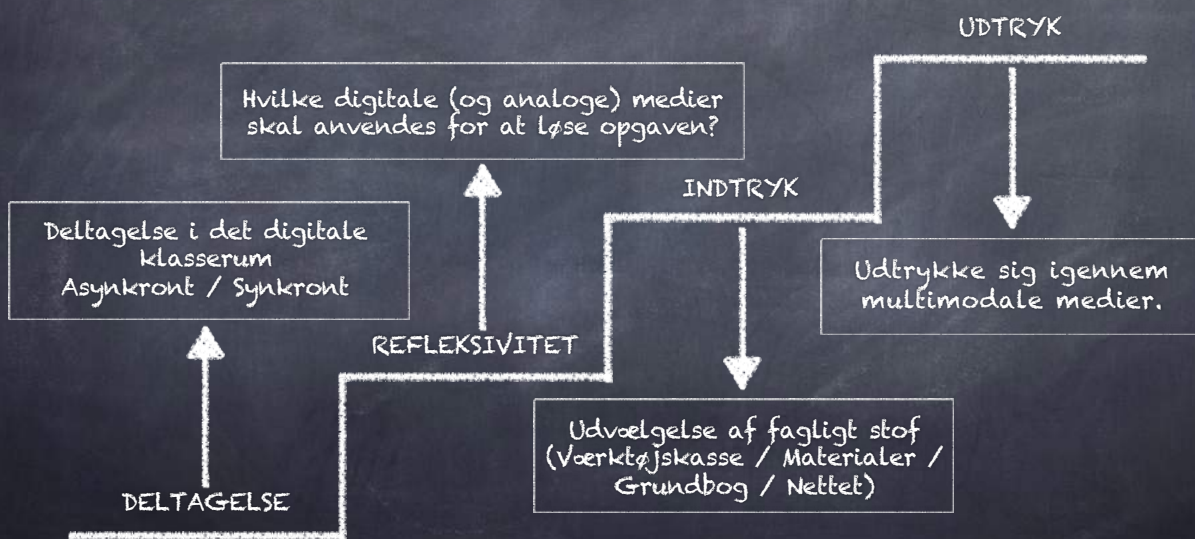 UDTRYK
Hvilke digitale (og analoge) medier
skal anvendes for at løse opgaven?
INDTRYK
Deltagelse i det digitale
klasserum
Asynkront / Synkront
Udtrykke sig igennem
multimodale medier.
REFLEKSIVITET
Udvælgelse af fagligt stof
(Værktøjskasse / Materialer /
Grundbog / Nettet)
DELTAGELSE